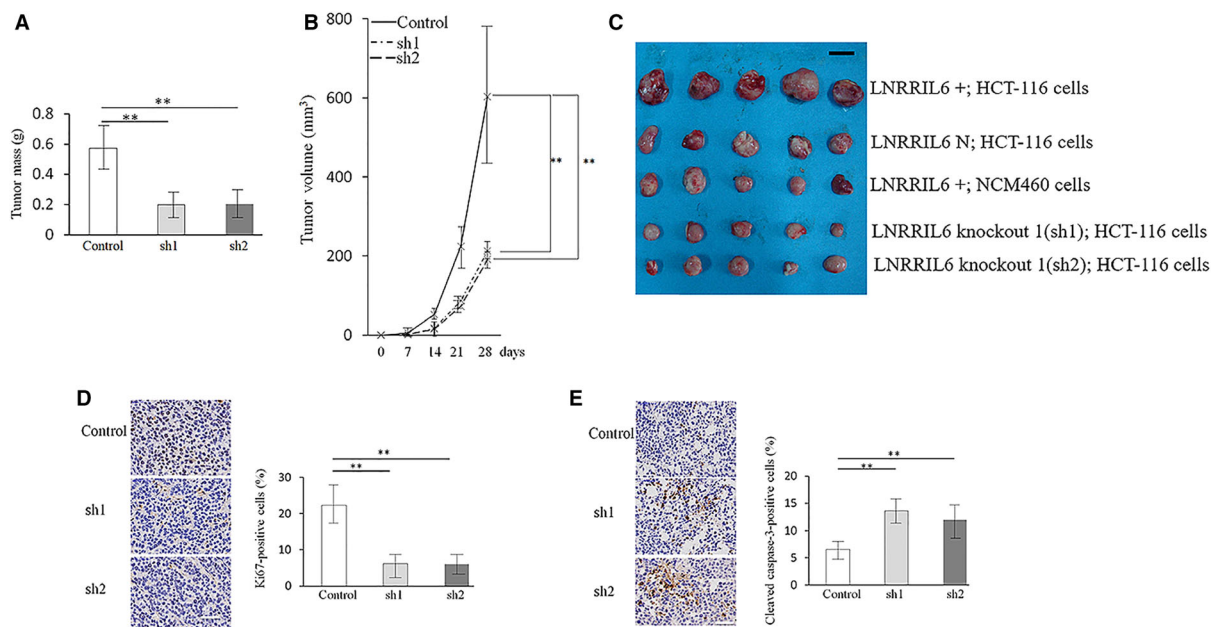 A
**
**
Tumor mass (g)
0.8
0.6
0.4
0.2
0
Control sh1 sh2
B
Control
sh1
sh2
Tumor volume (mm³)
800
600
400
200
0
**
**
0 7 14 21 28 days
C
LNRRIL6 +; HCT-116 cells
LNRRIL6 N; HCT-116 cells
LNRRIL6 +; NCM460 cells
LNRRIL6 knockout 1(sh1); HCT-116 cells
LNRRIL6 knockout 1(sh2); HCT-116 cells
D
Control
sh1
sh2
**
**
Ki67-positive cells (%)
30
20
10
0
Control sh1 sh2
E
Control
sh1
sh2
**
**
Cleaved caspase-3-positive cells (%)
20
15
10
5
0
Control sh1 sh2